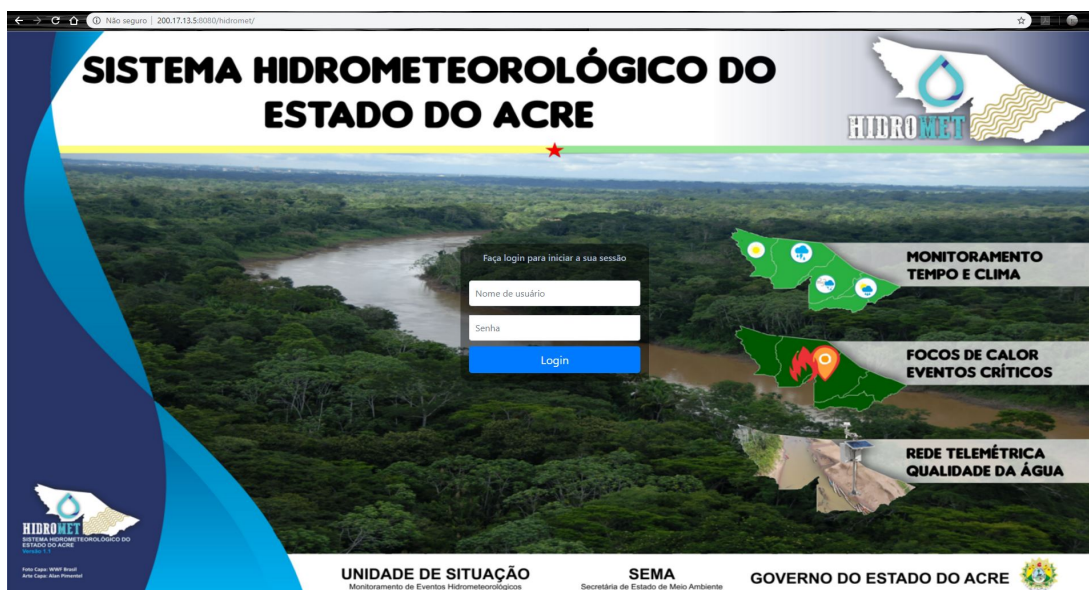 Não seguro | 200.17.13.5:8080/hidromet/
SISTEMA HIDROMETEOROLÓGICO DO
ESTADO DO ACRE
HIDROMET
Faça login para iniciar a sua sessão
Nome de usuário
Senha
Login
MONITORAMENTO
TEMPO E CLIMA
FOCOS DE CALOR
EVENTOS CRÍTICOS
REDE TELEMÉTRICA
QUALIDADE DA ÁGUA
HIDROMET
SISTEMA HIDROMETEOROLÓGICO DO
ESTADO DO ACRE
Versão 1.1
Foto Capa: WWF Brasil
Arte Capa: Alan Pimentel
UNIDADE DE SITUAÇÃO
Monitoramento de Eventos Hidrometeorológicos
SEMA
Secretária de Estado de Meio Ambiente
GOVERNO DO ESTADO DO ACRE